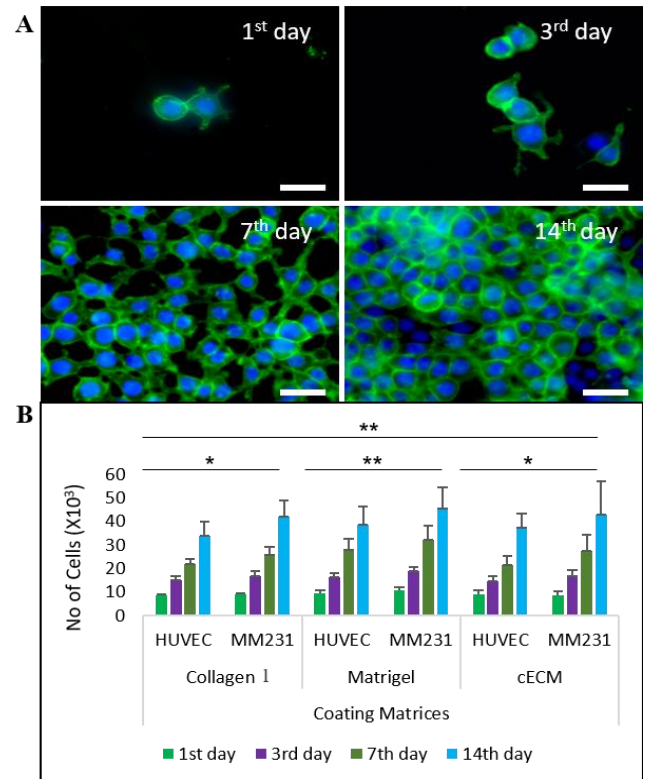 A
1st day
3rd day
7th day
14th day
B
**
* ** *
60
50
40
30
20
10
0
No of Cells (X10³)
HUVEC MM231 HUVEC MM231 HUVEC MM231
Collagen 1 Matrigel cECM
Coating Matrices
1st day 3rd day 7th day 14th day